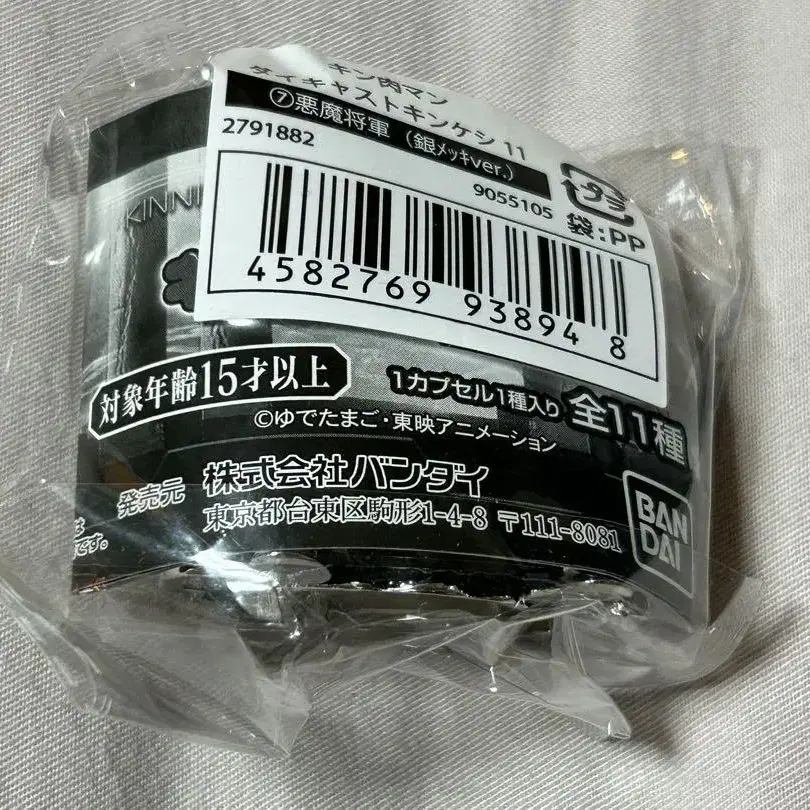 キン肉マン
ダイキャストキンケシ 11
⑦悪魔将軍（銀ﾒｯｷver.）
2791882
9055105
プラ
袋:PP
4582769 93894 8
KINNI
対象年齢15才以上
1カプセル1種入り 全11種
©ゆでたまご・東映アニメーション
発売元 株式会社バンダイ
東京都台東区駒形1-4-8 〒111-8081
BAN
DAI
です。